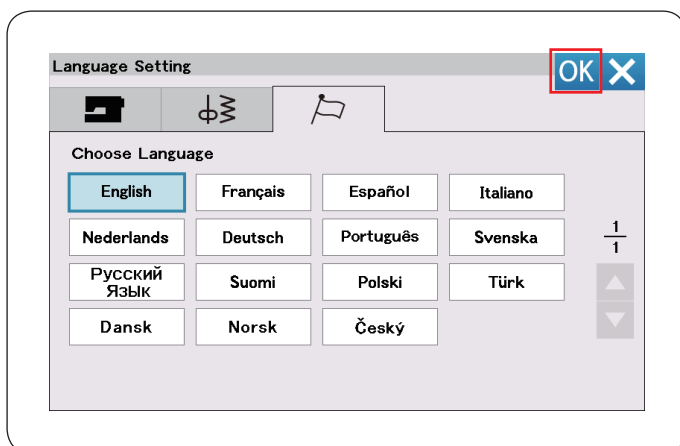 Language Setting
OK
Choose Language
English
Français
Español
Italiano
Nederlands
Deutsch
Português
Svenska
1
1
Русский
Язык
Suomi
Polski
Türk
Dansk
Norsk
Český